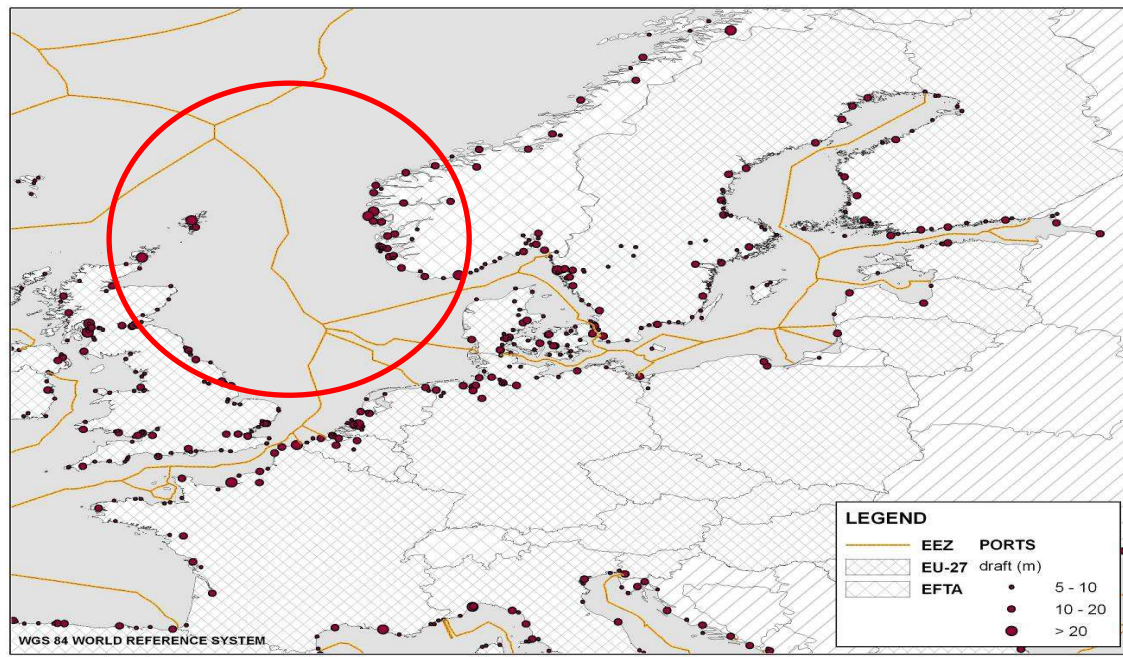 LEGEND
EEZ PORTS
EU-27 draft (m)
EFTA 5 - 10
10 - 20
> 20
WGS 84 WORLD REFERENCE SYSTEM